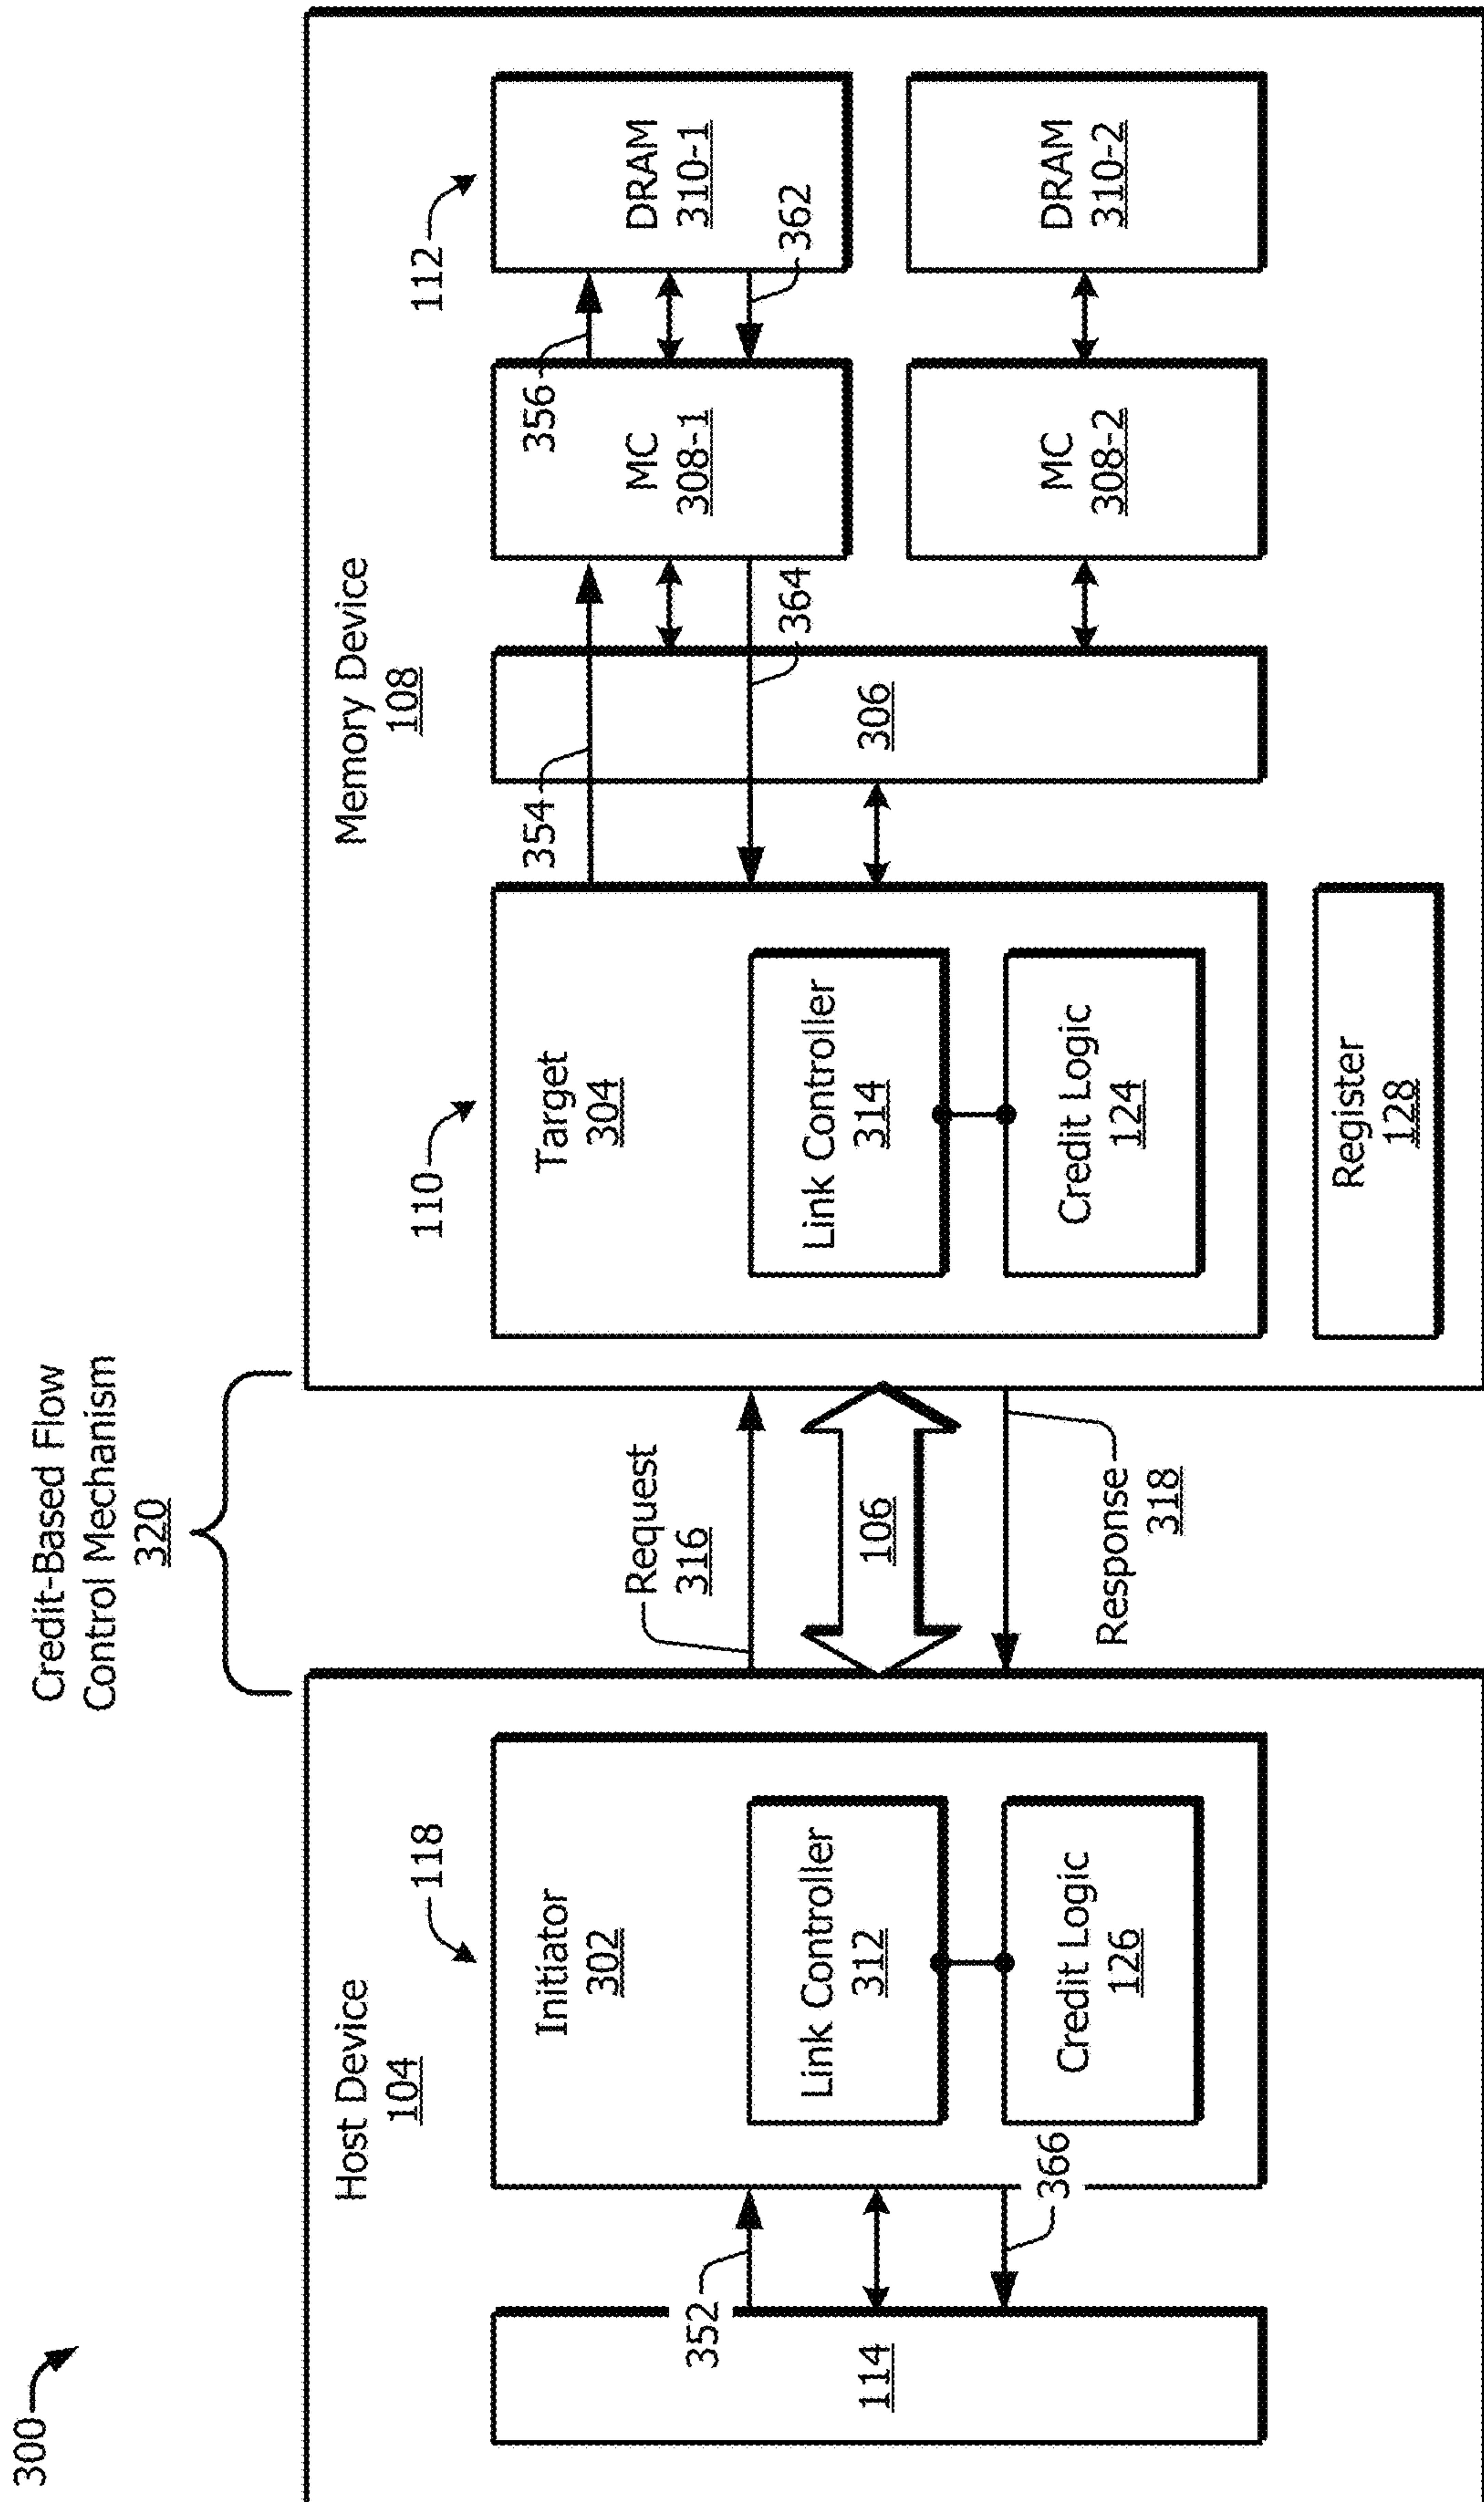 300
Credit-Based Flow
Control Mechanism
320
Host Device
104
118
114
352
366
Initiator
302
Link Controller
312
Credit Logic
126
Request
316
106
Response
318
Memory Device
108
110
Target
304
Link Controller
314
Credit Logic
124
Register
128
354
306
364
356
MC
308-1
MC
308-2
112
DRAM
310-1
362
DRAM
310-2